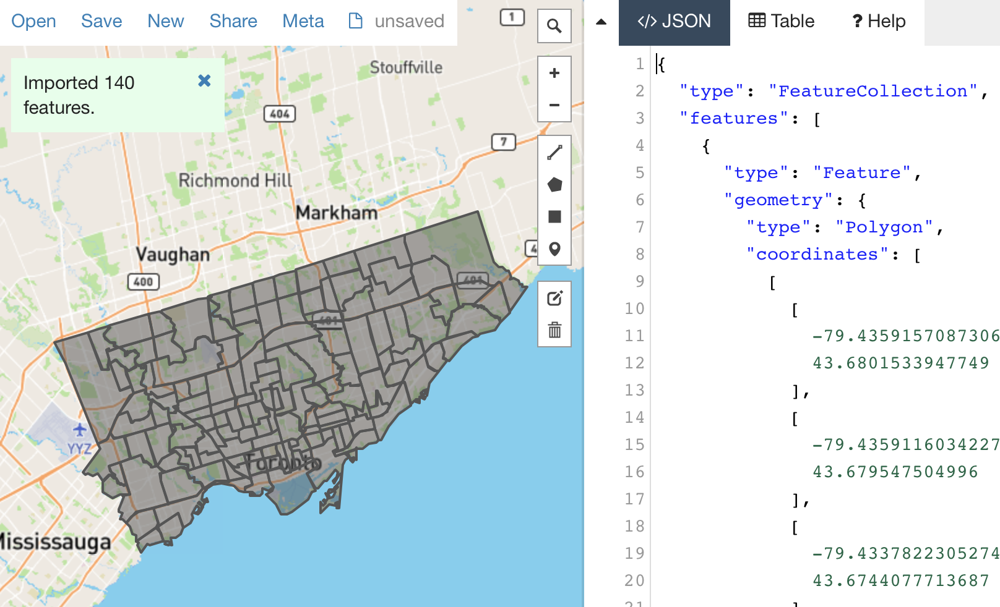 Open Save New Share Meta unsaved
Imported 140
features.
1
Stouffville
404
7
Richmond Hill
Markham
Vaughan
400
401
401
4
YYZ
Toronto
Mississauga
</> JSON Table ? Help
1 {
2 "type": "FeatureCollection",
3 "features": [
4 {
5 "type": "Feature",
6 "geometry": {
7 "type": "Polygon",
8 "coordinates": [
9 [
10 [
11 -79.4359157087306
12 43.6801533947749
13 ],
14 [
15 -79.4359116034227
16 43.679547504996
17 ],
18 [
19 -79.4337822305274
20 43.6744077713687
21 ]